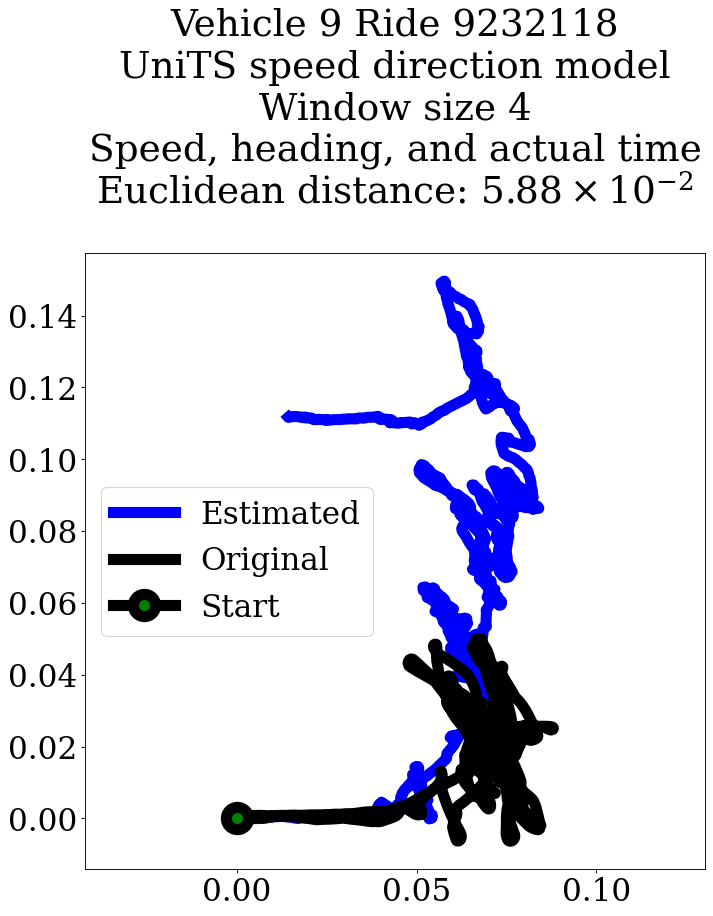 Vehicle 9 Ride 9232118
UniTS speed direction model
Window size 4
Speed, heading, and actual time
Euclidean distance: 5.88 × 10⁻²
0.14
0.12
0.10
0.08
0.06
0.04
0.02
0.00
Estimated
Original
Start
0.00 0.05 0.10